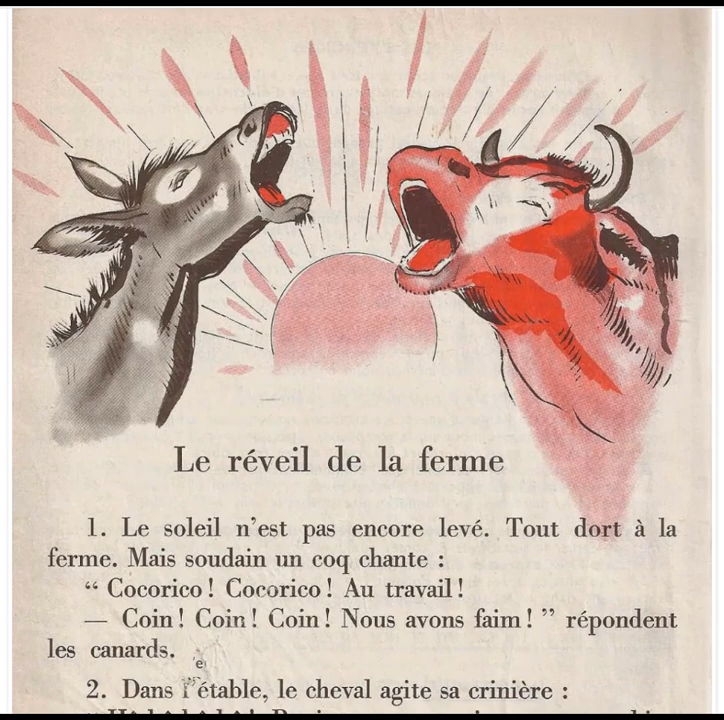 Le réveil de la ferme
1. Le soleil n'est pas encore levé. Tout dort à la
ferme. Mais soudain un coq chante :
“ Cocorico ! Cocorico ! Au travail !
— Coin ! Coin ! Coin ! Nous avons faim ! ” répondent
les canards.
2. Dans l'étable, le cheval agite sa crinière :